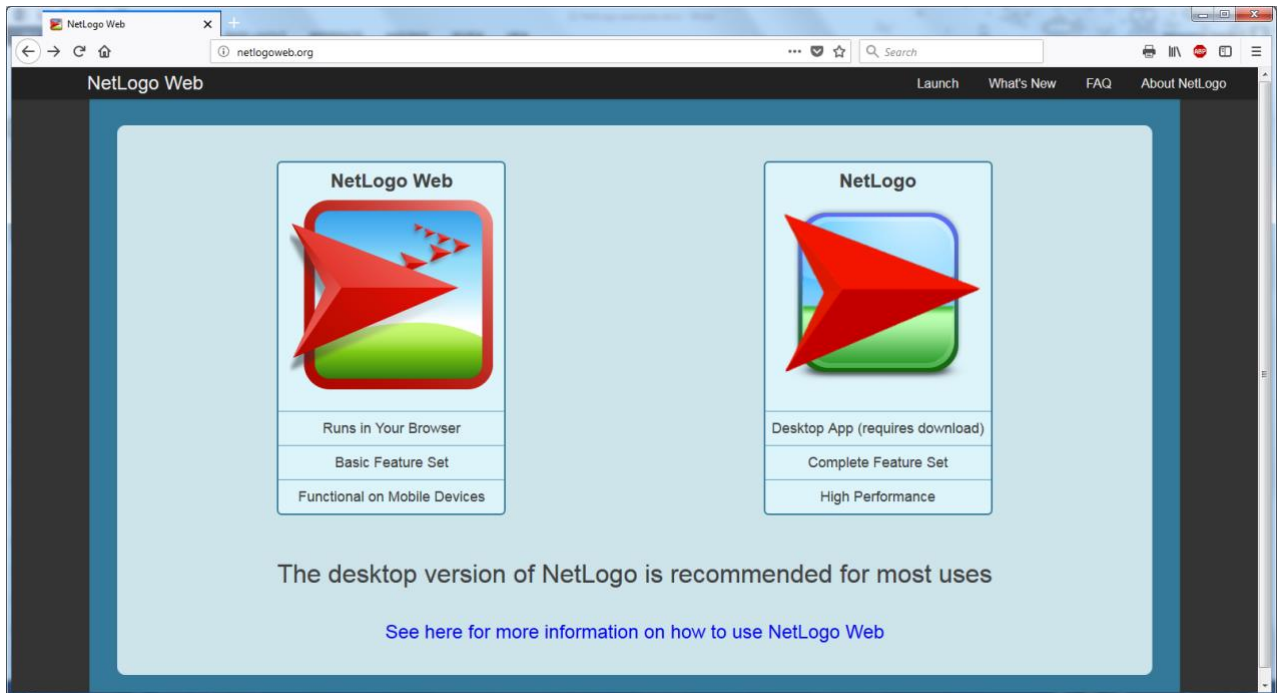 NetLogo Web
netlogoweb.org
Search
ABP
NetLogo Web
Launch What's New FAQ About NetLogo
NetLogo Web
Runs in Your Browser
Basic Feature Set
Functional on Mobile Devices
NetLogo
Desktop App (requires download)
Complete Feature Set
High Performance
The desktop version of NetLogo is recommended for most uses
See here for more information on how to use NetLogo Web